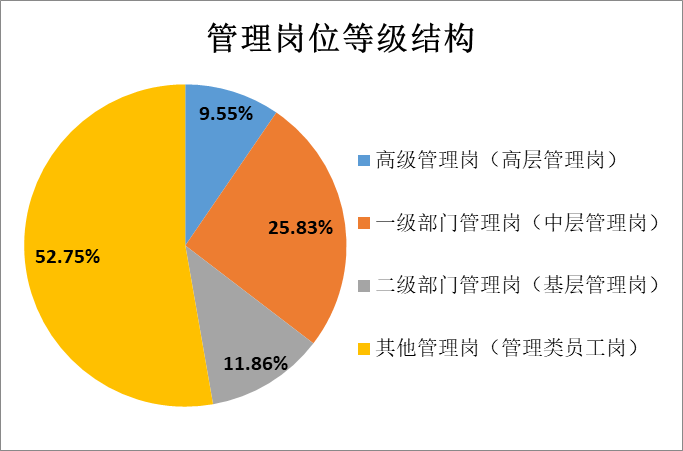 管理岗位等级结构
9.55%
25.83%
11.86%
52.75%
高级管理岗（高层管理岗）
一级部门管理岗（中层管理岗）
二级部门管理岗（基层管理岗）
其他管理岗（管理类员工岗）